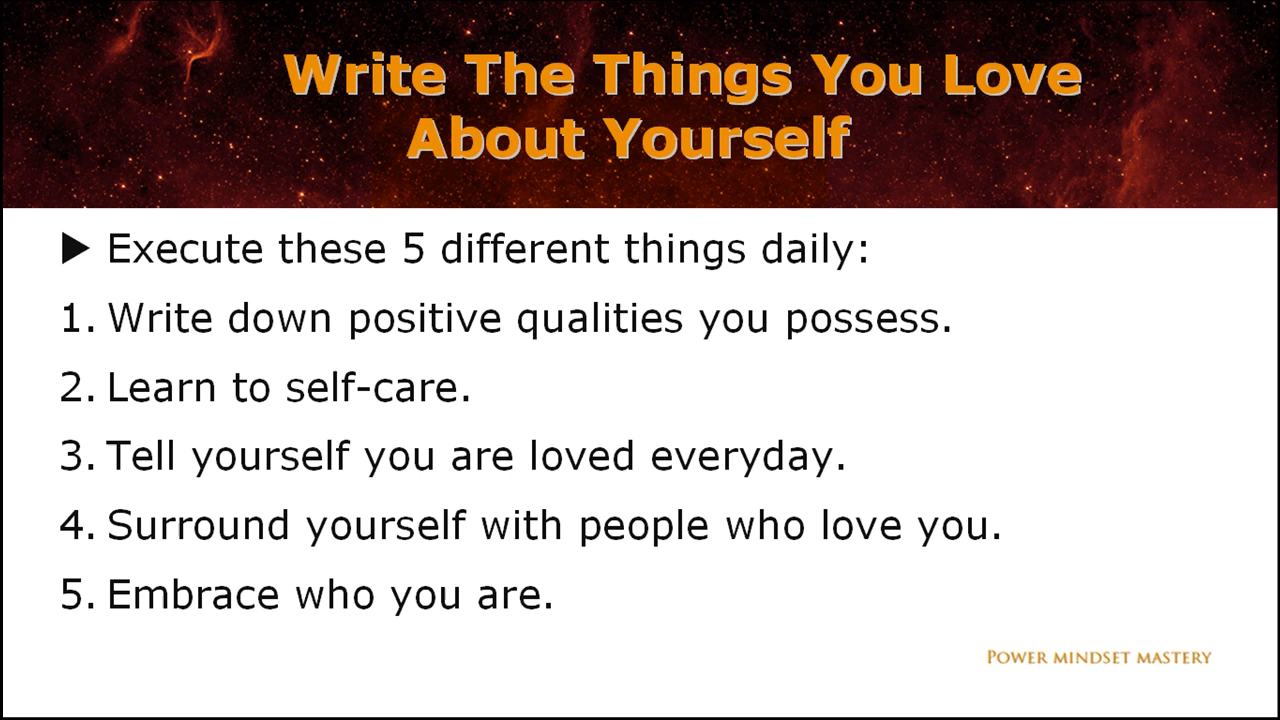 Write The Things You Love
About Yourself
▶ Execute these 5 different things daily:
1. Write down positive qualities you possess.
2. Learn to self-care.
3. Tell yourself you are loved everyday.
4. Surround yourself with people who love you.
5. Embrace who you are.
POWER MINDSET MASTERY